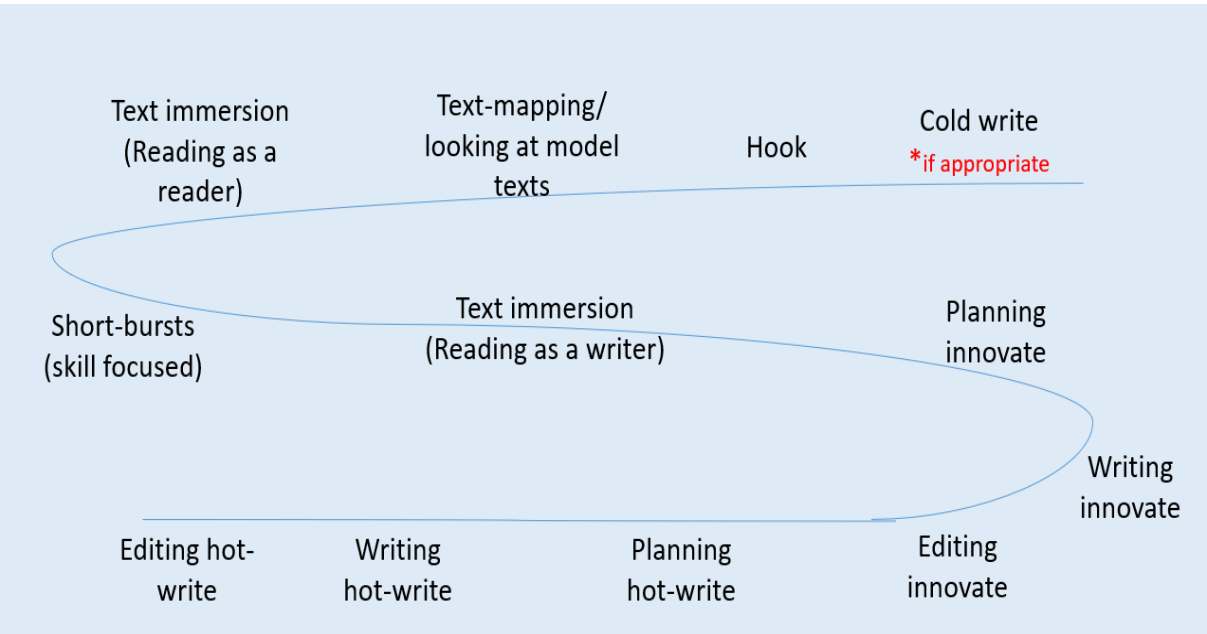 Text immersion
(Reading as a
reader)
Text-mapping/
looking at model
texts
Hook
Cold write
*if appropriate
Short-bursts
(skill focused)
Text immersion
(Reading as a writer)
Planning
innovate
Writing
innovate
Editing hot-
write
Writing
hot-write
Planning
hot-write
Editing
innovate